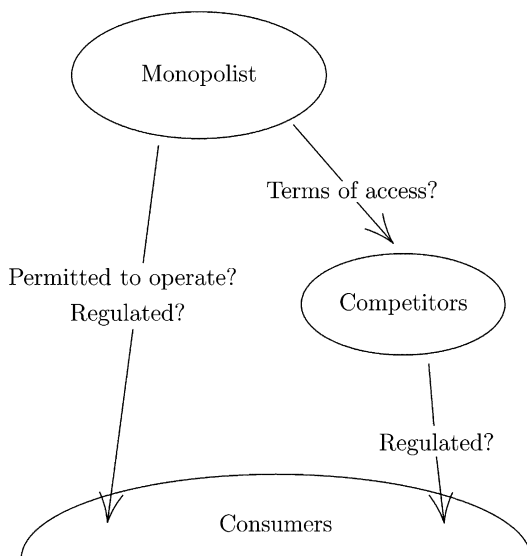 Monopolist
Terms of access?
Permitted to operate?
Regulated?
Competitors
Regulated?
Consumers